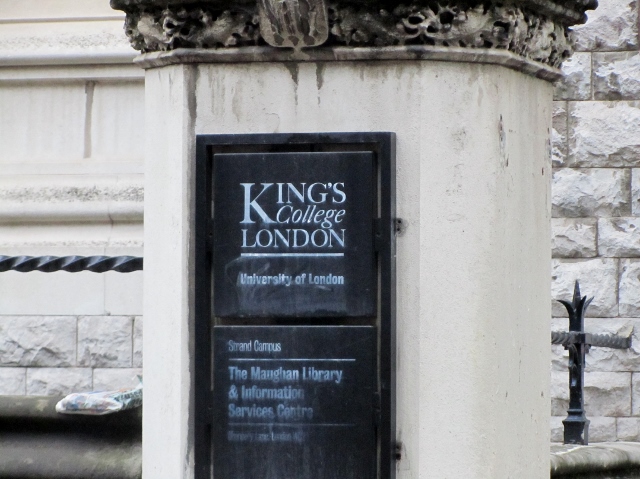 KING'S
College
LONDON
University of London
Strand Campus
The Maughan Library
& Information
Services Centre